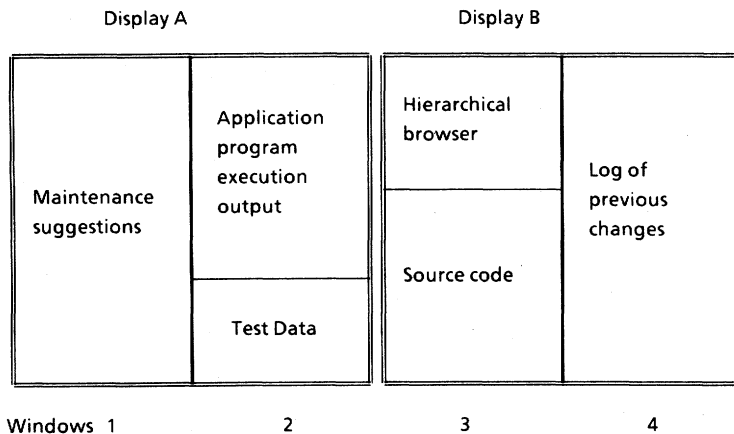 Display A
Display B
Maintenance
suggestions
Application
program
execution
output
Test Data
Hierarchical
browser
Source code
Log of
previous
changes
Windows 1 2 3 4